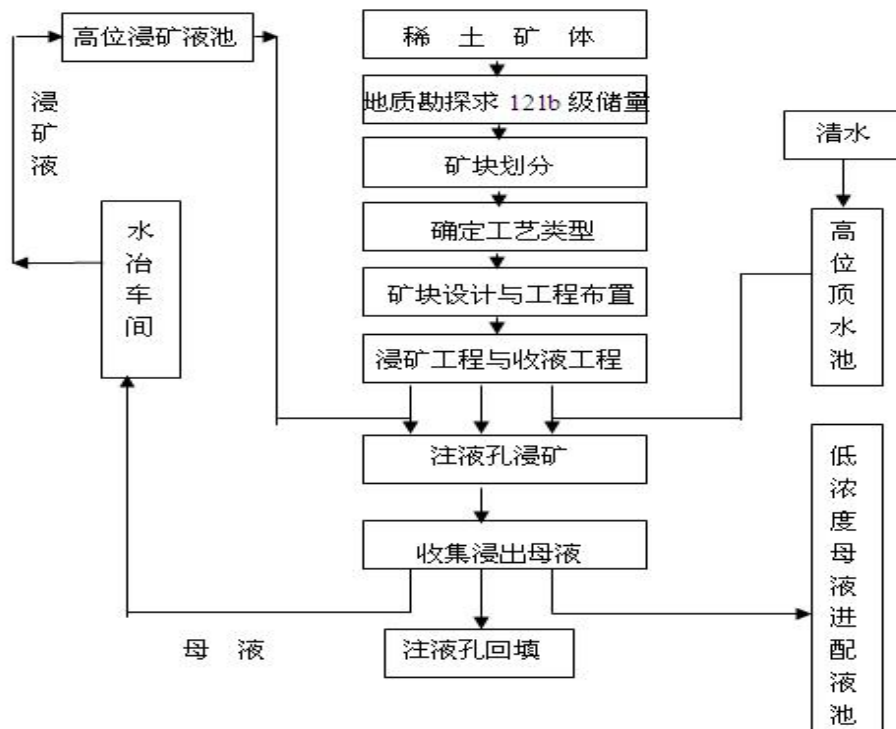 高位浸矿液池
稀土矿体
地质勘探求 121b 级储量
浸矿液
清水
矿块划分
水冶车间
确定工艺类型
高位顶水池
矿块设计与工程布置
浸矿工程与收液工程
注液孔浸矿
低浓度母液进配液池
收集浸出母液
母液
注液孔回填